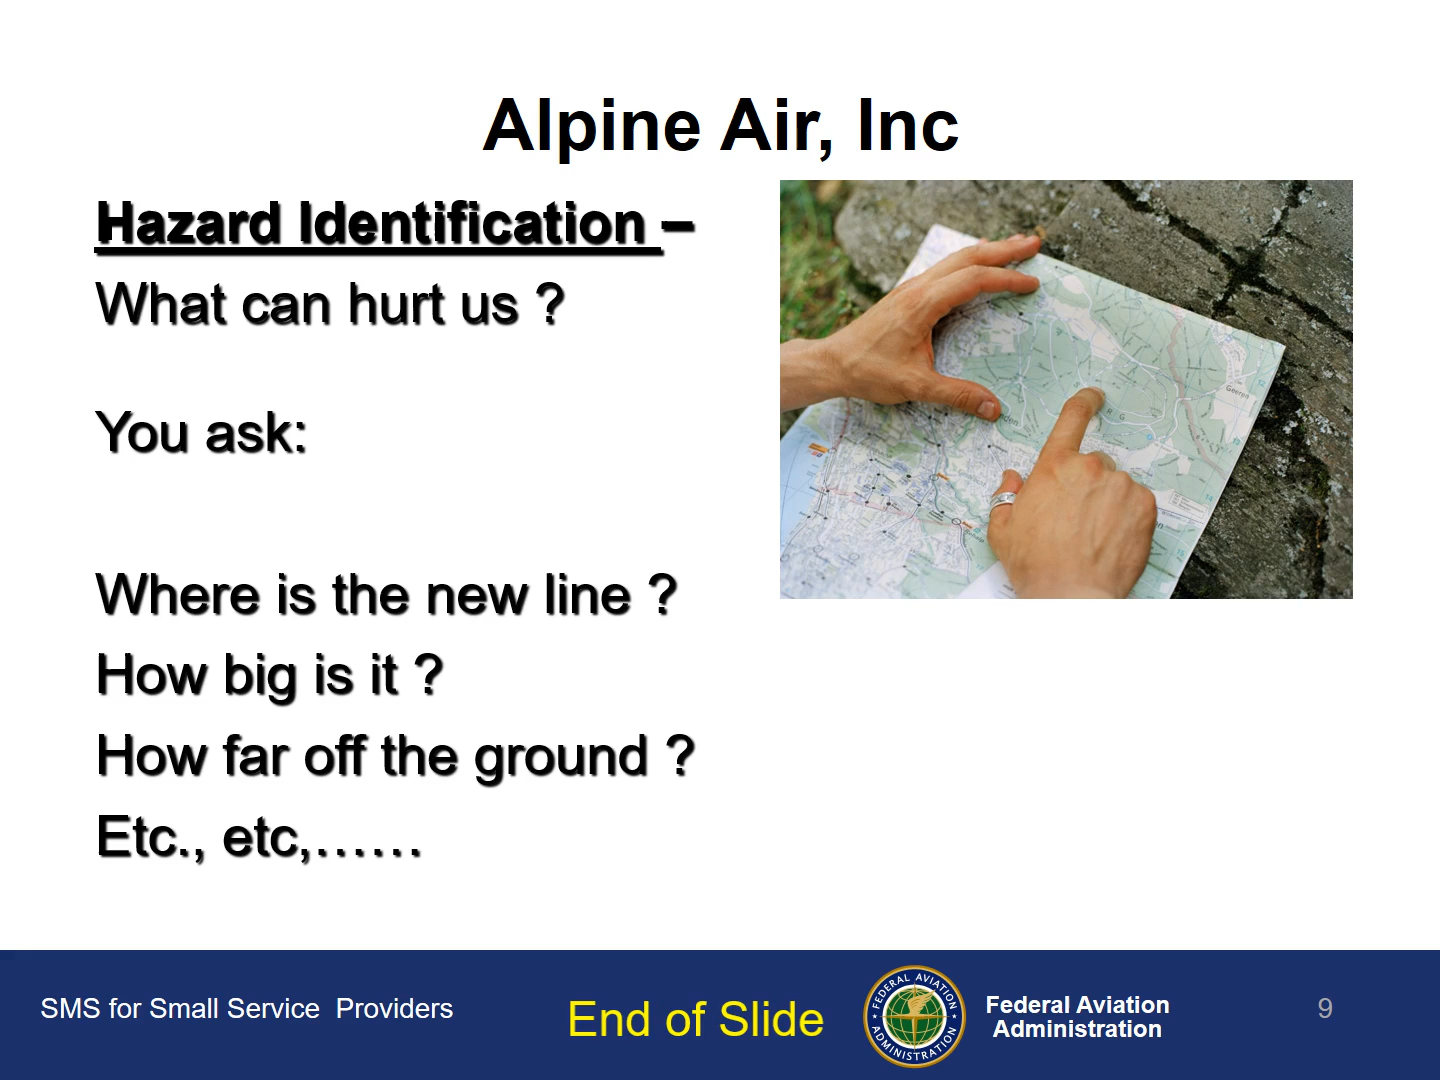 Alpine Air, Inc
Hazard Identification –
What can hurt us ?
You ask:
Where is the new line ?
How big is it ?
How far off the ground ?
Etc., etc,……
Geeren
R G
SMS for Small Service  Providers
End of Slide
FEDERAL AVIATION
ADMINISTRATION
Federal Aviation
Administration
9